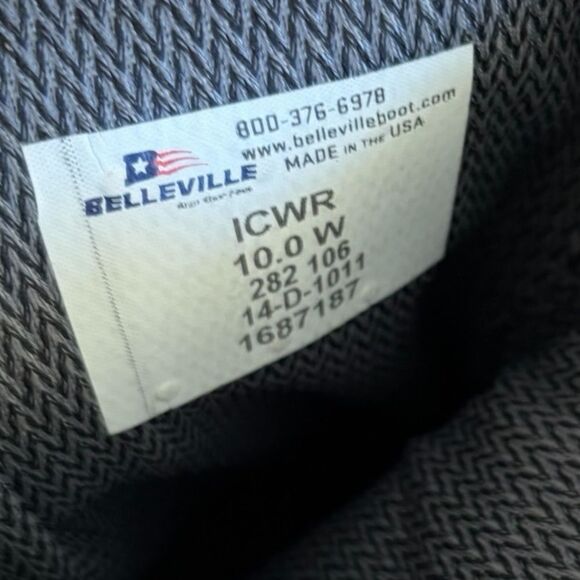 800-376-6978
www.bellevilleboot.com
MADE IN THE USA
BELLEVILLE
ICWR
10.0 W
282 106
14-D-1011
1687187